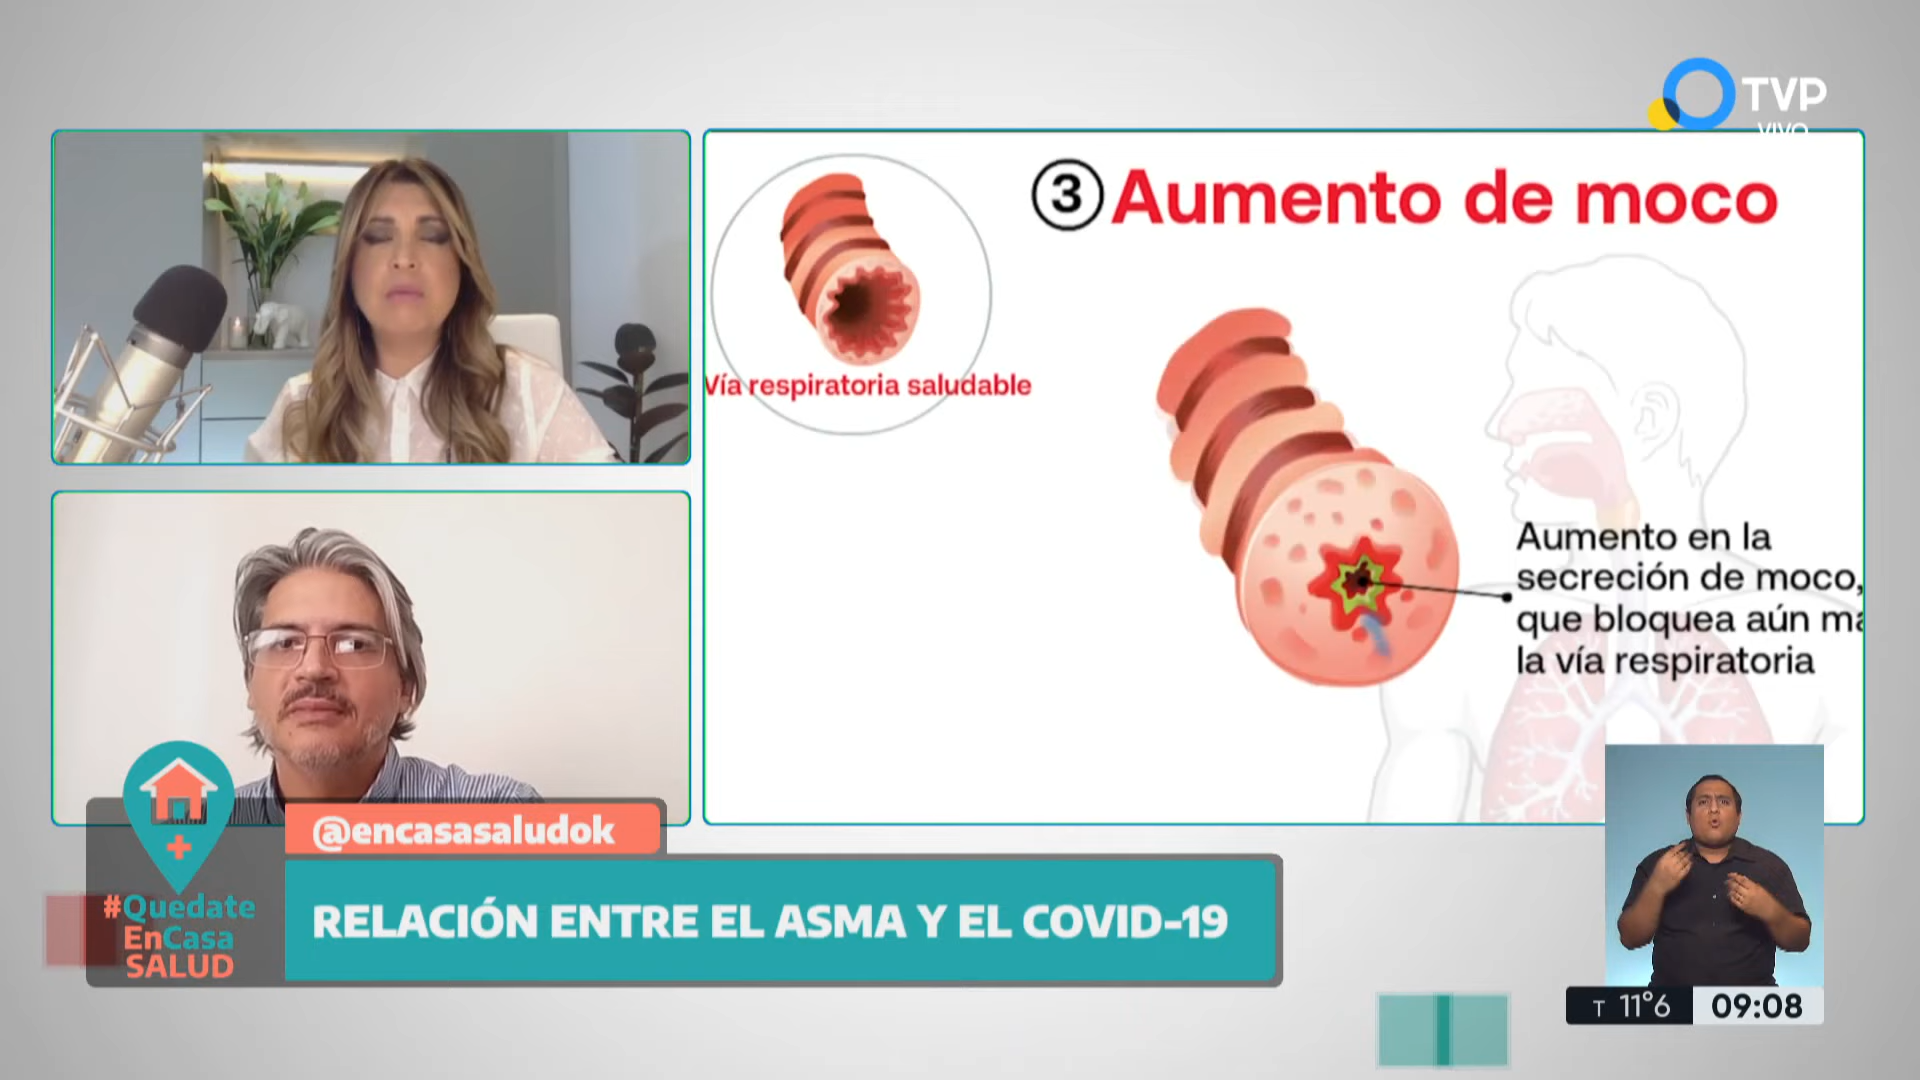 TVP
VIVO
3 Aumento de moco
Vía respiratoria saludable
Aumento en la
secreción de moco,
que bloquea aún má
la vía respiratoria
@encasasaludok
RELACIÓN ENTRE EL ASMA Y EL COVID-19
#Quedate
EnCasa
SALUD
T 11°6 09:08